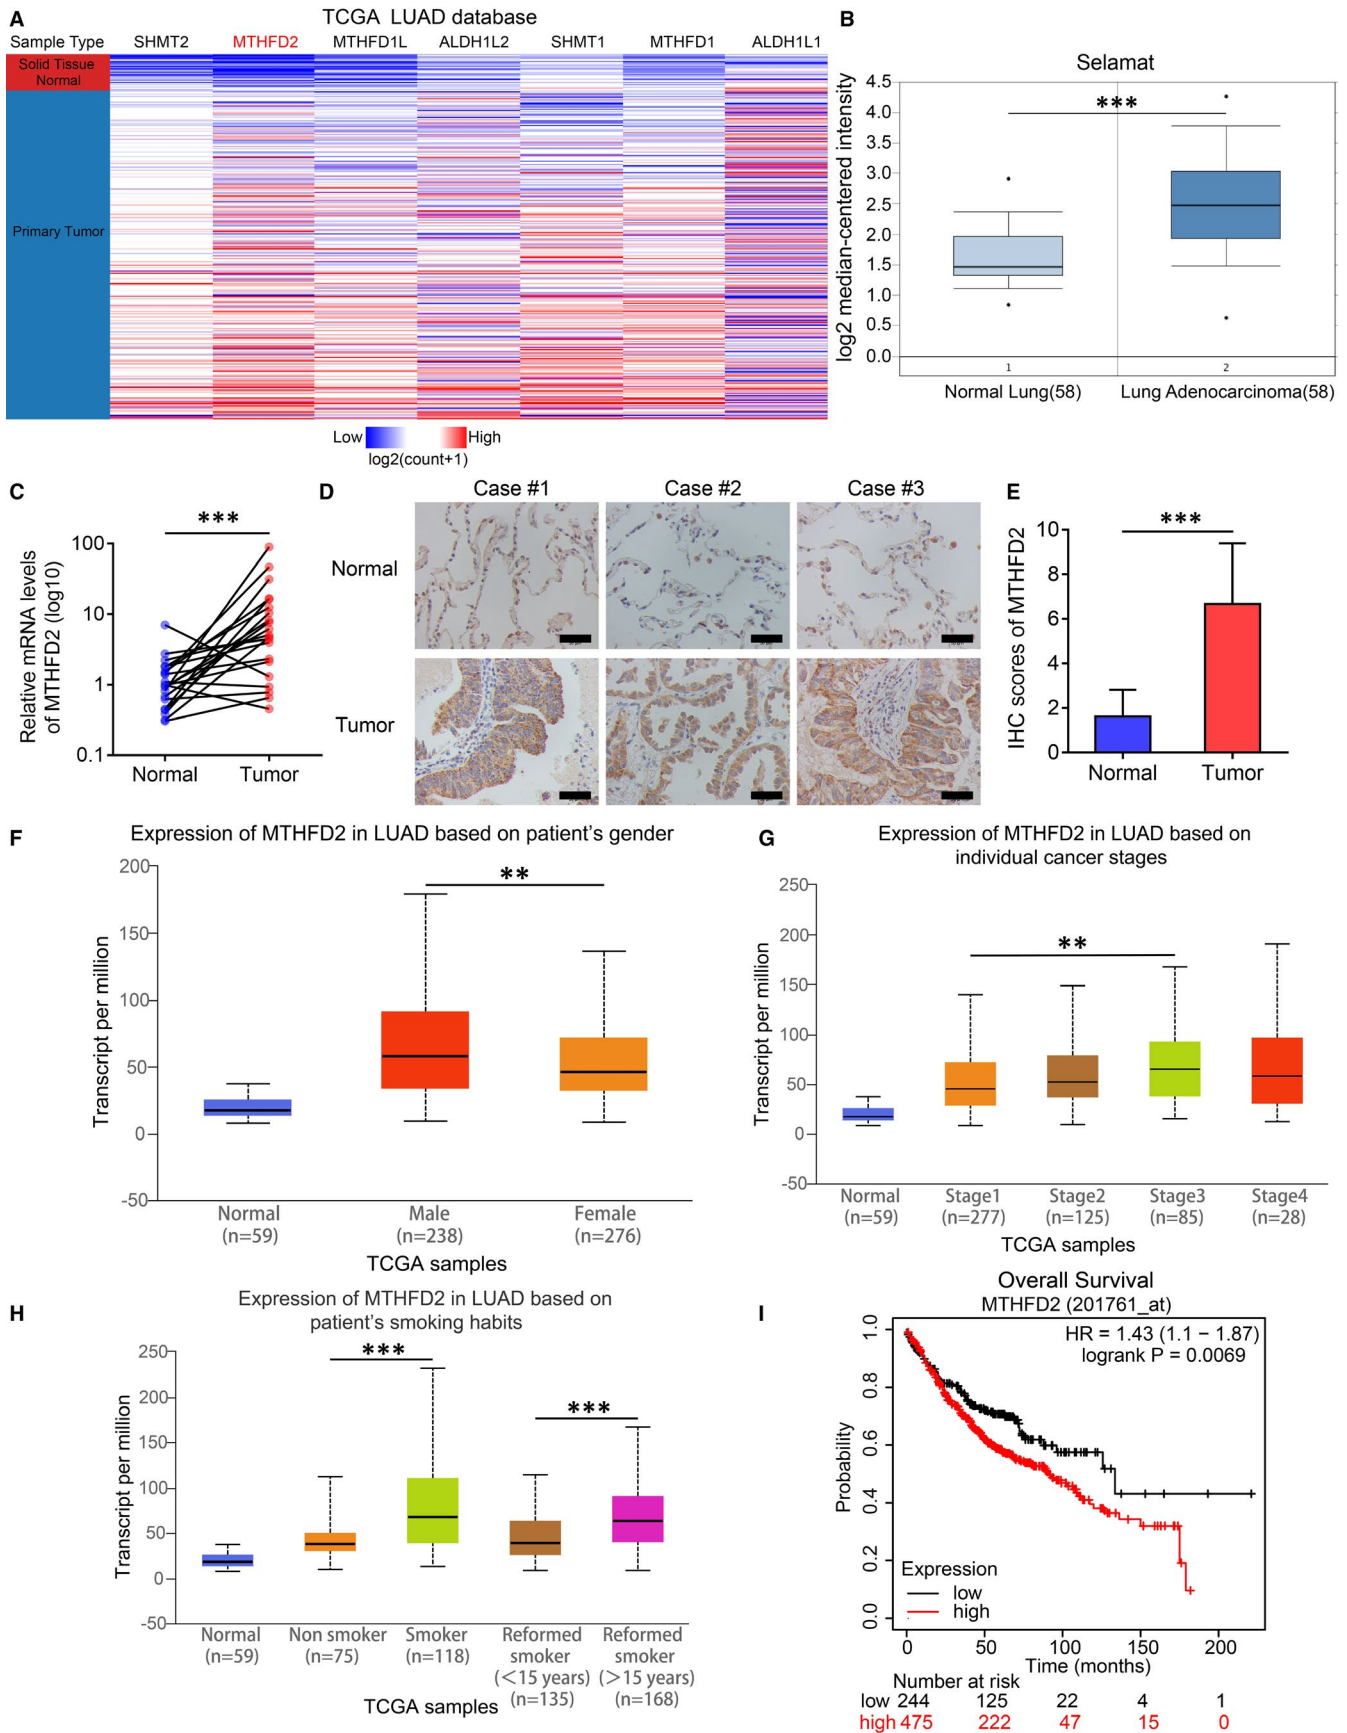 A
TCGA LUAD database
Sample Type SHMT2 MTHFD2 MTHFD1L ALDH1L2 SHMT1 MTHFD1 ALDH1L1
Solid Tissue
Normal
Primary Tumor
Low High
log2(count+1)
B
Selamat
log2 median-centered intensity
4.5
4.0
3.5
3.0
2.5
2.0
1.5
1.0
0.5
0.0
***
1 2
Normal Lung(58) Lung Adenocarcinoma(58)
C
Relative mRNA levels
of MTHFD2 (log10)
***
100
10
1
0.1
Normal Tumor
D
Case #1 Case #2 Case #3
Normal
Tumor
E
IHC scores of MTHFD2
***
10
8
6
4
2
0
Normal Tumor
F
Expression of MTHFD2 in LUAD based on patient's gender
Transcript per million
**
200
150
100
50
0
-50
Normal Male Female
(n=59) (n=238) (n=276)
TCGA samples
G
Expression of MTHFD2 in LUAD based on
individual cancer stages
Transcript per million
**
250
200
150
100
50
0
-50
Normal Stage1 Stage2 Stage3 Stage4
(n=59) (n=277) (n=125) (n=85) (n=28)
TCGA samples
H
Expression of MTHFD2 in LUAD based on
patient's smoking habits
Transcript per million
*** ***
250
200
150
100
50
0
-50
Normal Non smoker Smoker Reformed Reformed
(n=59) (n=75) (n=118) smoker smoker
(<15 years) (>15 years)
(n=135) (n=168)
TCGA samples
I
Overall Survival
MTHFD2 (201761_at)
HR = 1.43 (1.1 − 1.87)
logrank P = 0.0069
Probability
1.0
0.8
0.6
0.4
0.2
0.0
Expression
low
high
0 50 100 150 200
Time (months)
Number at risk
low 244 125 22 4 1
high 475 222 47 15 0